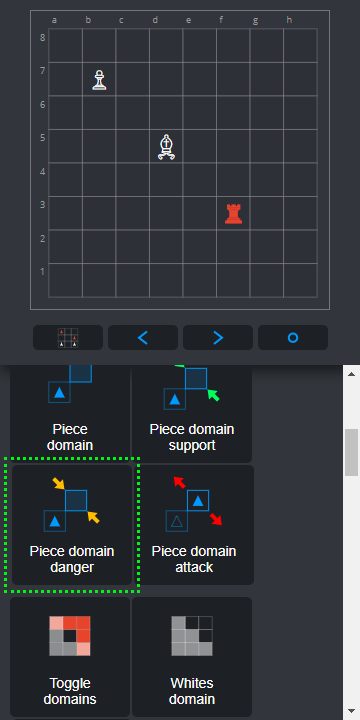 a b c d e f g h
8
7
6
5
4
3
2
1
Piece
domain
Piece domain
support
Piece domain
danger
Piece domain
attack
Toggle
domains
Whites
domain